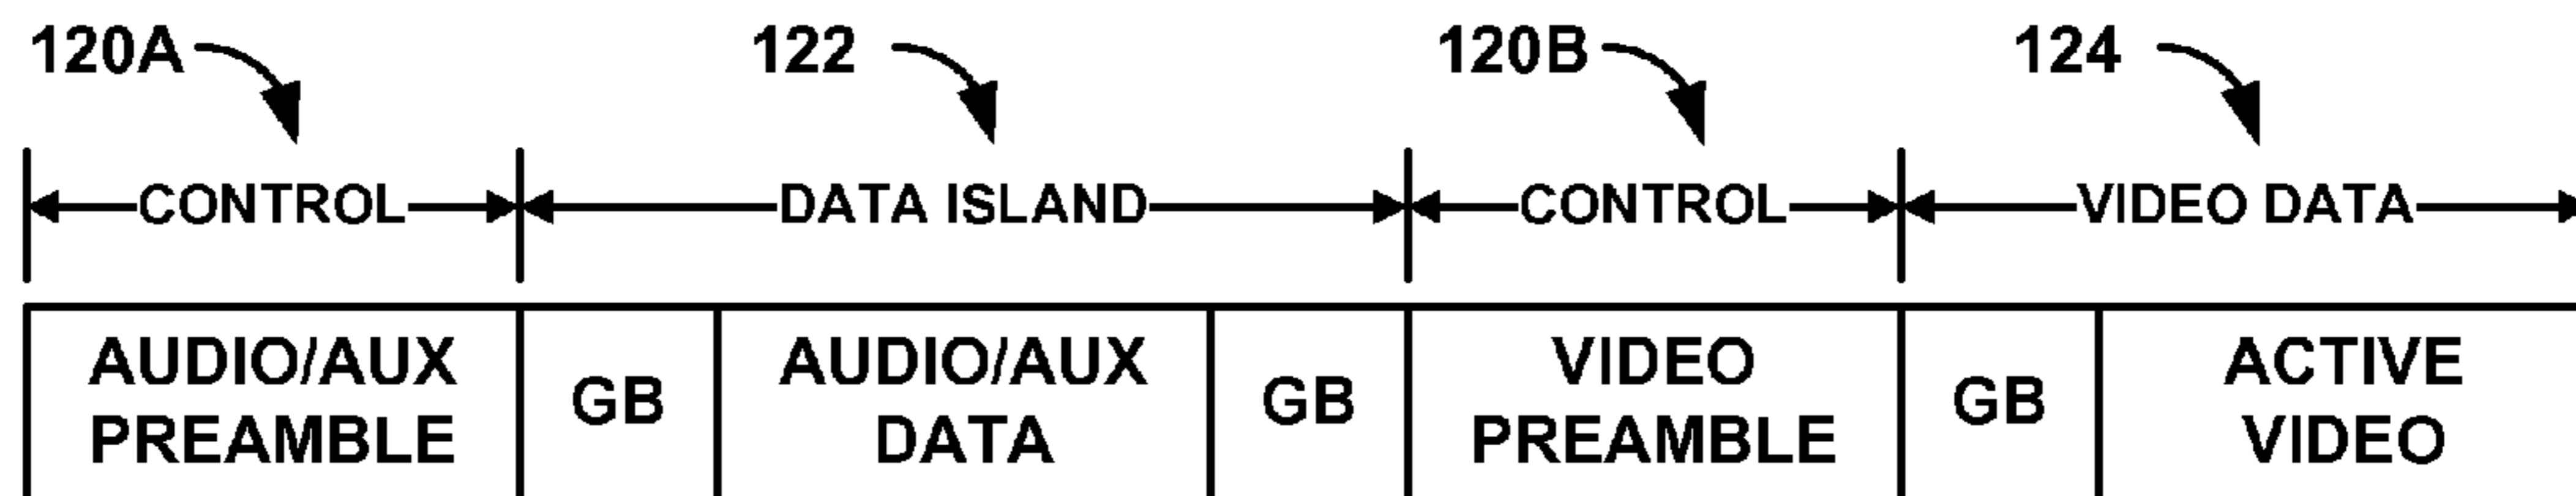 120A 122 120B 124
CONTROL DATA ISLAND CONTROL VIDEO DATA
AUDIO/AUX PREAMBLE GB AUDIO/AUX DATA GB VIDEO PREAMBLE GB ACTIVE VIDEO